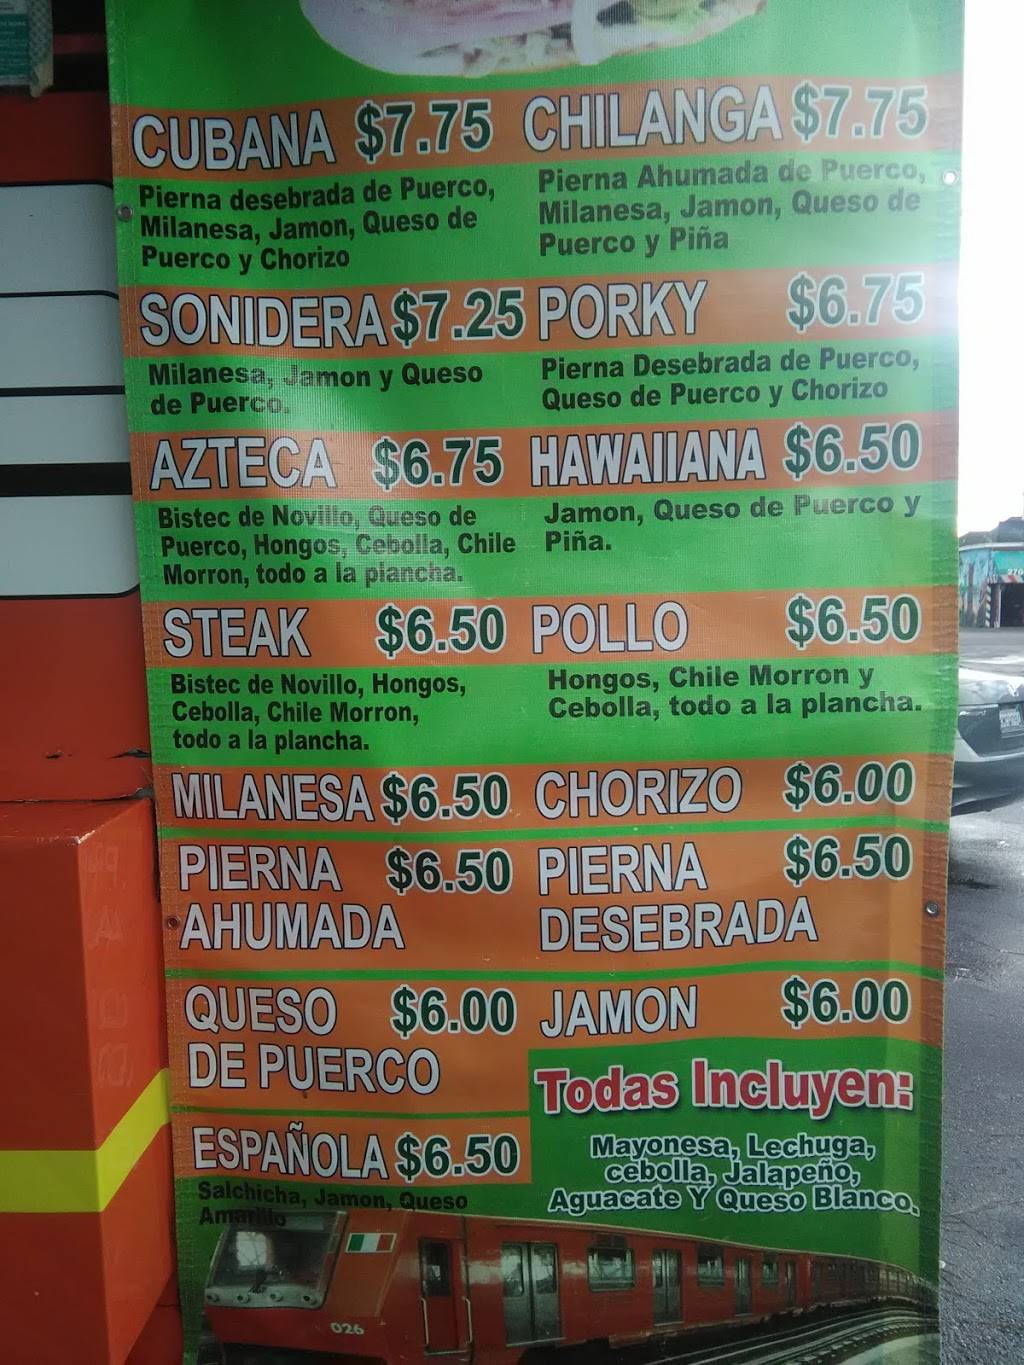 CUBANA $7.75
Pierna desebrada de Puerco,
Milanesa, Jamon, Queso de
Puerco y Chorizo
CHILANGA $7.75
Pierna Ahumada de Puerco,
Milanesa, Jamon, Queso de
Puerco y Piña
SONIDERA $7.25
Milanesa, Jamon y Queso
de Puerco.
PORKY $6.75
Pierna Desebrada de Puerco,
Queso de Puerco y Chorizo
AZTECA $6.75
Bistec de Novillo, Queso de
Puerco, Hongos, Cebolla, Chile
Morron, todo a la plancha.
HAWAIIANA $6.50
Jamon, Queso de Puerco y
Piña.
STEAK $6.50
Bistec de Novillo, Hongos,
Cebolla, Chile Morron,
todo a la plancha.
POLLO $6.50
Hongos, Chile Morron y
Cebolla, todo a la plancha.
MILANESA $6.50
CHORIZO $6.00
PIERNA $6.50
AHUMADA
PIERNA $6.50
DESEBRADA
QUESO $6.00
DE PUERCO
JAMON $6.00
ESPAÑOLA $6.50
Salchicha, Jamon, Queso
Amarillo
Todas Incluyen:
Mayonesa, Lechuga,
cebolla, Jalapeño,
Aguacate Y Queso Blanco.
026